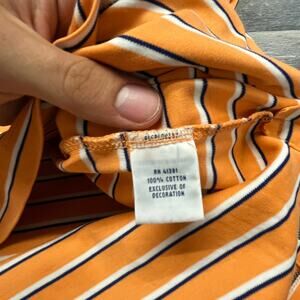 RN 41381
100% COTTON
EXCLUSIVE OF
DECORATION